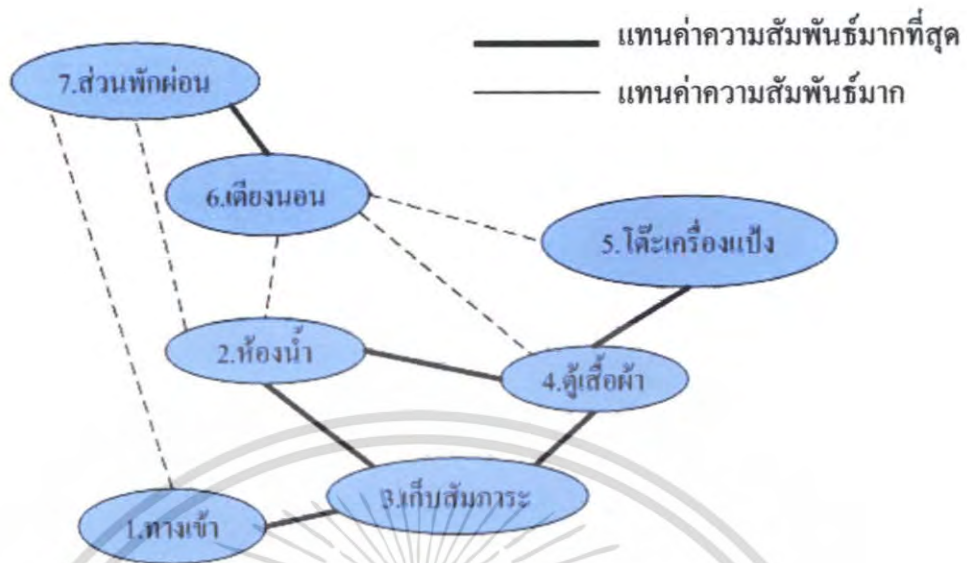 แทนค่าความสัมพันธ์มากที่สุด
แทนค่าความสัมพันธ์มาก
7.ส่วนพักผ่อน
6.เตียงนอน
5.โต๊ะเครื่องแป้ง
2.ห้องน้ำ
4.ตู้เสื้อผ้า
3.เก็บสัมภาระ
1.ทางเข้า